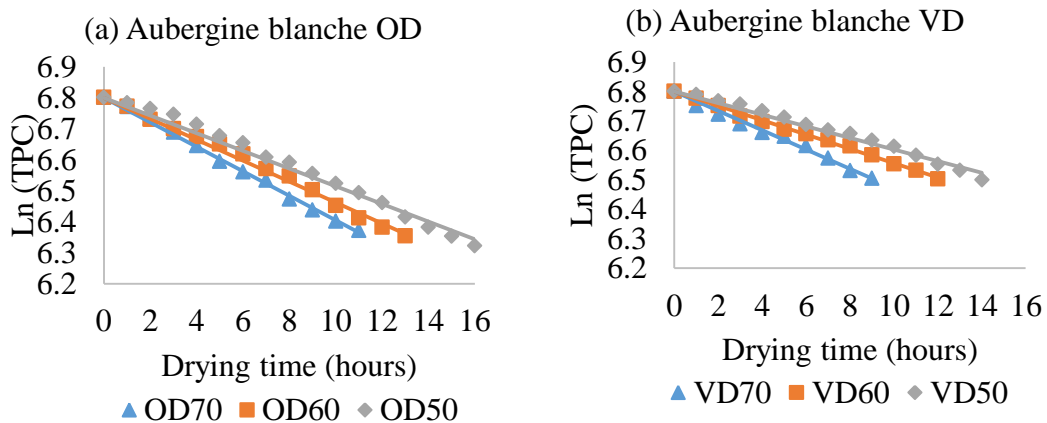 (a) Aubergine blanche OD
6.9
6.8
6.7
6.6
6.5
6.4
6.3
6.2
Ln (TPC)
0 2 4 6 8 10 12 14 16
Drying time (hours)
OD70 OD60 OD50
(b) Aubergine blanche VD
6.9
6.8
6.7
6.6
6.5
6.4
6.3
6.2
Ln (TPC)
0 2 4 6 8 10 12 14 16
Drying time (hours)
VD70 VD60 VD50